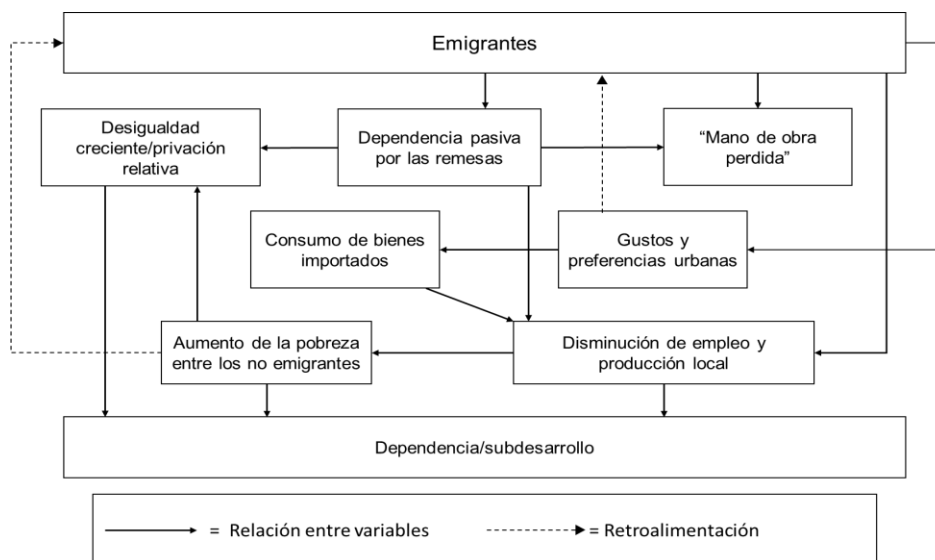 Emigrantes
Desigualdad
creciente/privación
relativa
Dependencia pasiva
por las remesas
“Mano de obra
perdida”
Consumo de bienes
importados
Gustos y
preferencias urbanas
Aumento de la pobreza
entre los no emigrantes
Disminución de empleo y
producción local
Dependencia/subdesarrollo
= Relación entre variables
= Retroalimentación